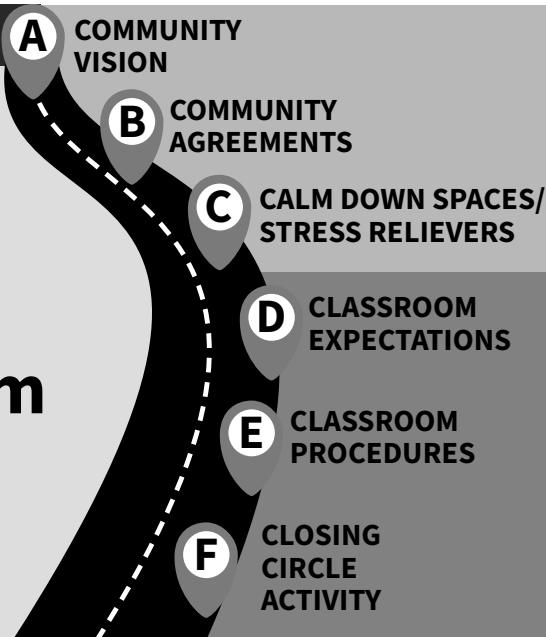 A
COMMUNITY
VISION
B
COMMUNITY
AGREEMENTS
C
CALM DOWN SPACES/
STRESS RELIEVERS
D
CLASSROOM
EXPECTATIONS
m
E
CLASSROOM
PROCEDURES
F
CLOSING
CIRCLE
ACTIVITY